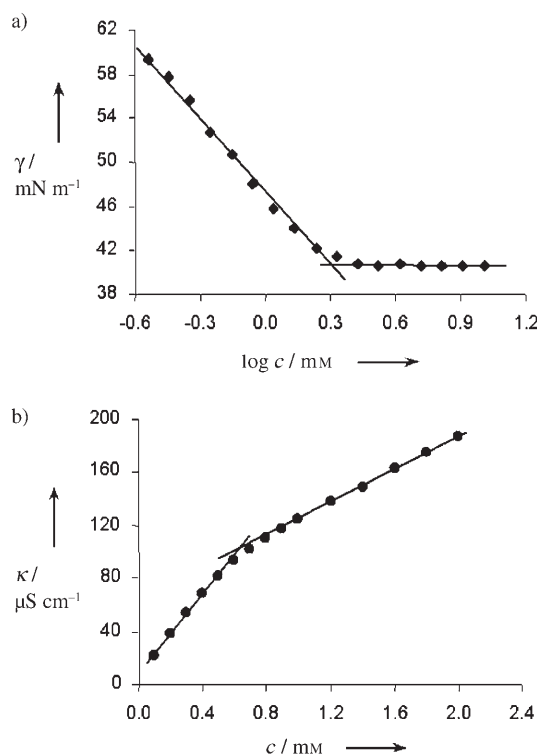 a)
62
58
54
50
46
42
38
γ /
mN m⁻¹
-0.6 -0.3 0.0 0.3 0.6 0.9 1.2
log c / mM
b)
200
160
120
80
40
0
κ /
µS cm⁻¹
0.0 0.4 0.8 1.2 1.6 2.0 2.4
c / mM